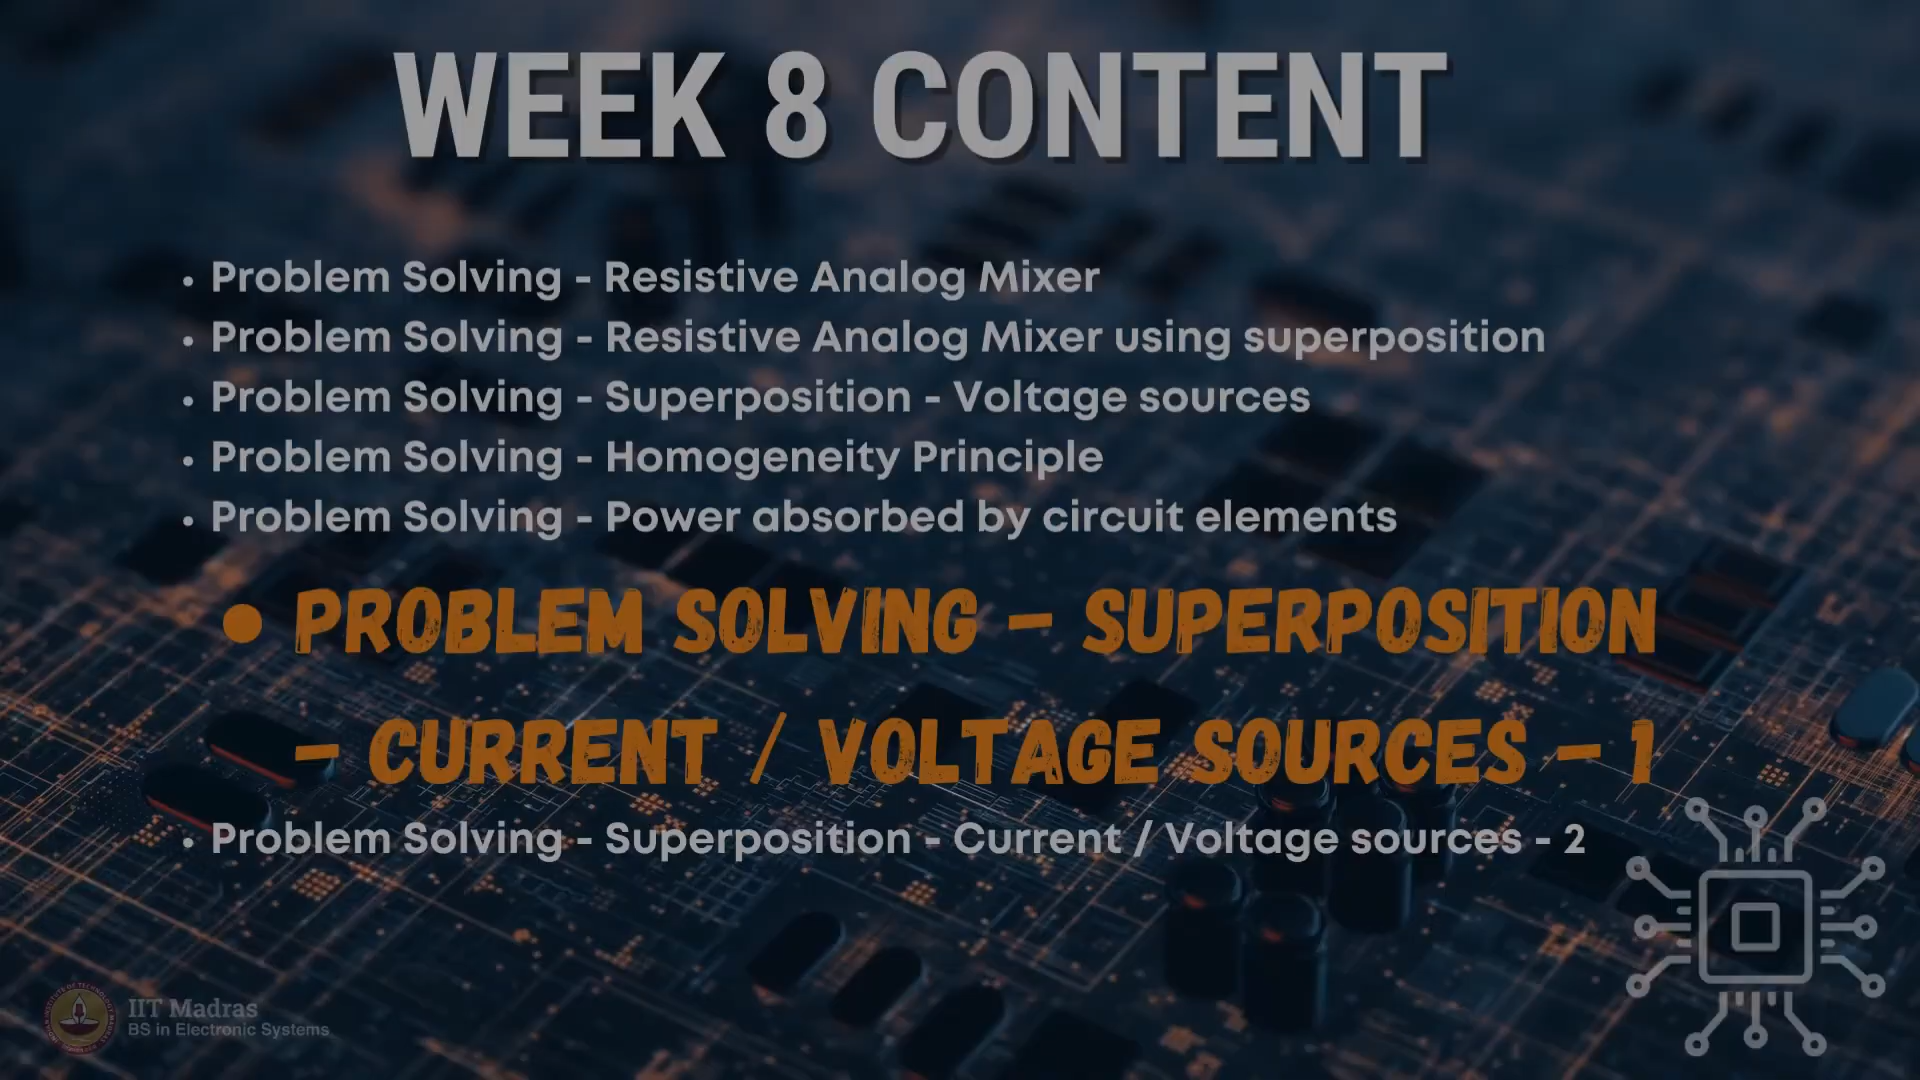 WEEK 8 CONTENT
• Problem Solving - Resistive Analog Mixer
• Problem Solving - Resistive Analog Mixer using superposition
• Problem Solving - Superposition - Voltage sources
• Problem Solving - Homogeneity Principle
• Problem Solving - Power absorbed by circuit elements
• PROBLEM SOLVING - SUPERPOSITION
- CURRENT / VOLTAGE SOURCES - 1
• Problem Solving - Superposition - Current / Voltage sources - 2
IIT Madras
BS in Electronic Systems